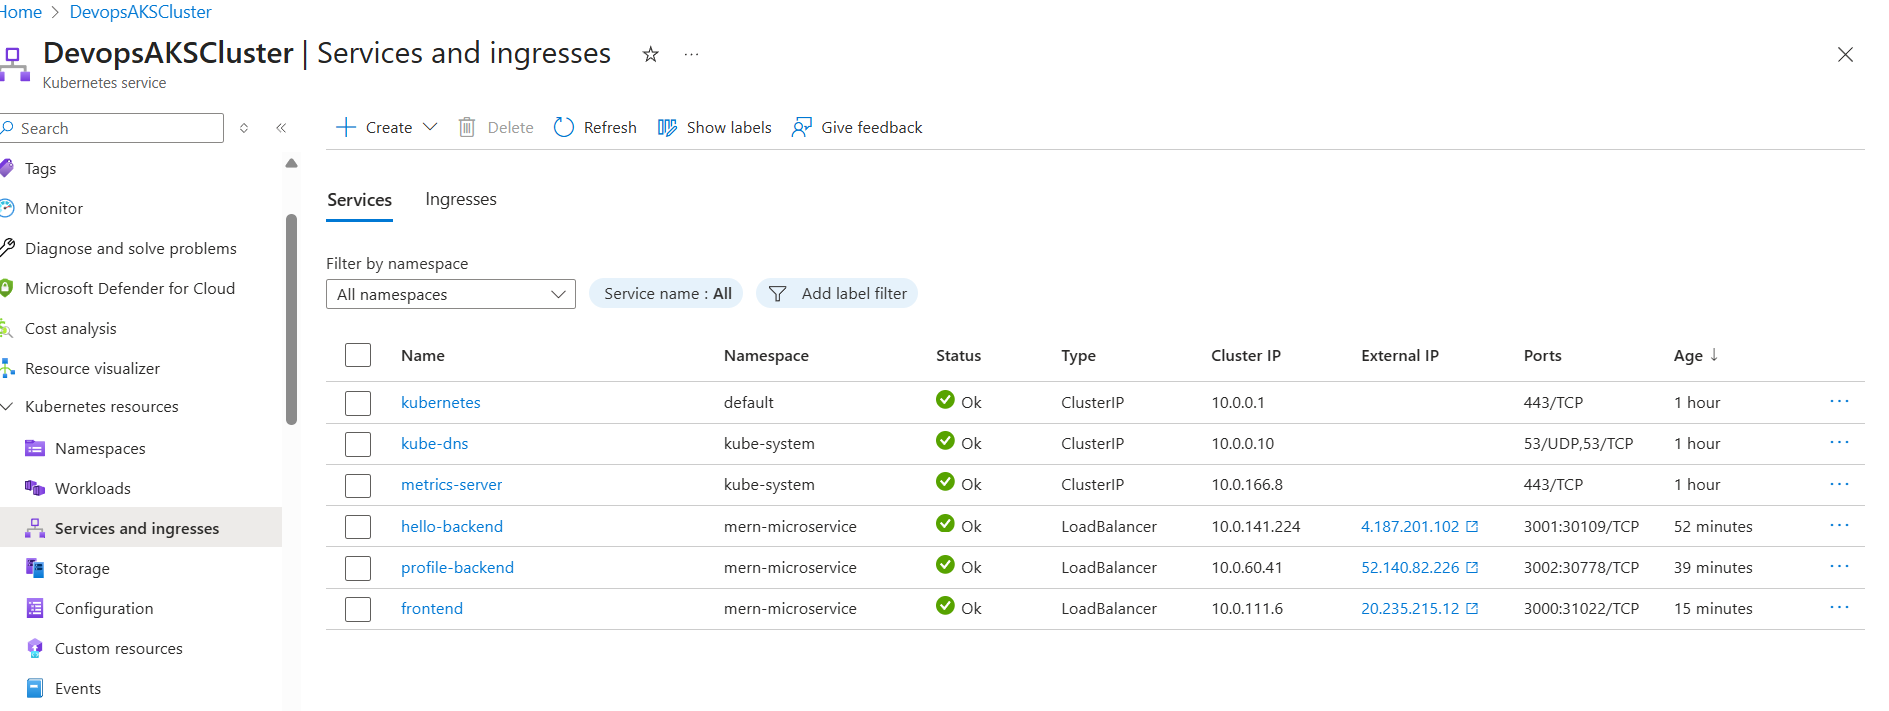 Home > DevopsAKSCluster
DevopsAKSCluster | Services and ingresses
Kubernetes service
Search
Tags
Monitor
Diagnose and solve problems
Microsoft Defender for Cloud
Cost analysis
Resource visualizer
Kubernetes resources
Namespaces
Workloads
Services and ingresses
Storage
Configuration
Custom resources
Events
Create Delete Refresh Show labels Give feedback
Services Ingresses
Filter by namespace
All namespaces Service name : All Add label filter
Name Namespace Status Type Cluster IP External IP Ports Age ↓
kubernetes default Ok ClusterIP 10.0.0.1 443/TCP 1 hour
kube-dns kube-system Ok ClusterIP 10.0.0.10 53/UDP,53/TCP 1 hour
metrics-server kube-system Ok ClusterIP 10.0.166.8 443/TCP 1 hour
hello-backend mern-microservice Ok LoadBalancer 10.0.141.224 4.187.201.102 3001:30109/TCP 52 minutes
profile-backend mern-microservice Ok LoadBalancer 10.0.60.41 52.140.82.226 3002:30778/TCP 39 minutes
frontend mern-microservice Ok LoadBalancer 10.0.111.6 20.235.215.12 3000:31022/TCP 15 minutes